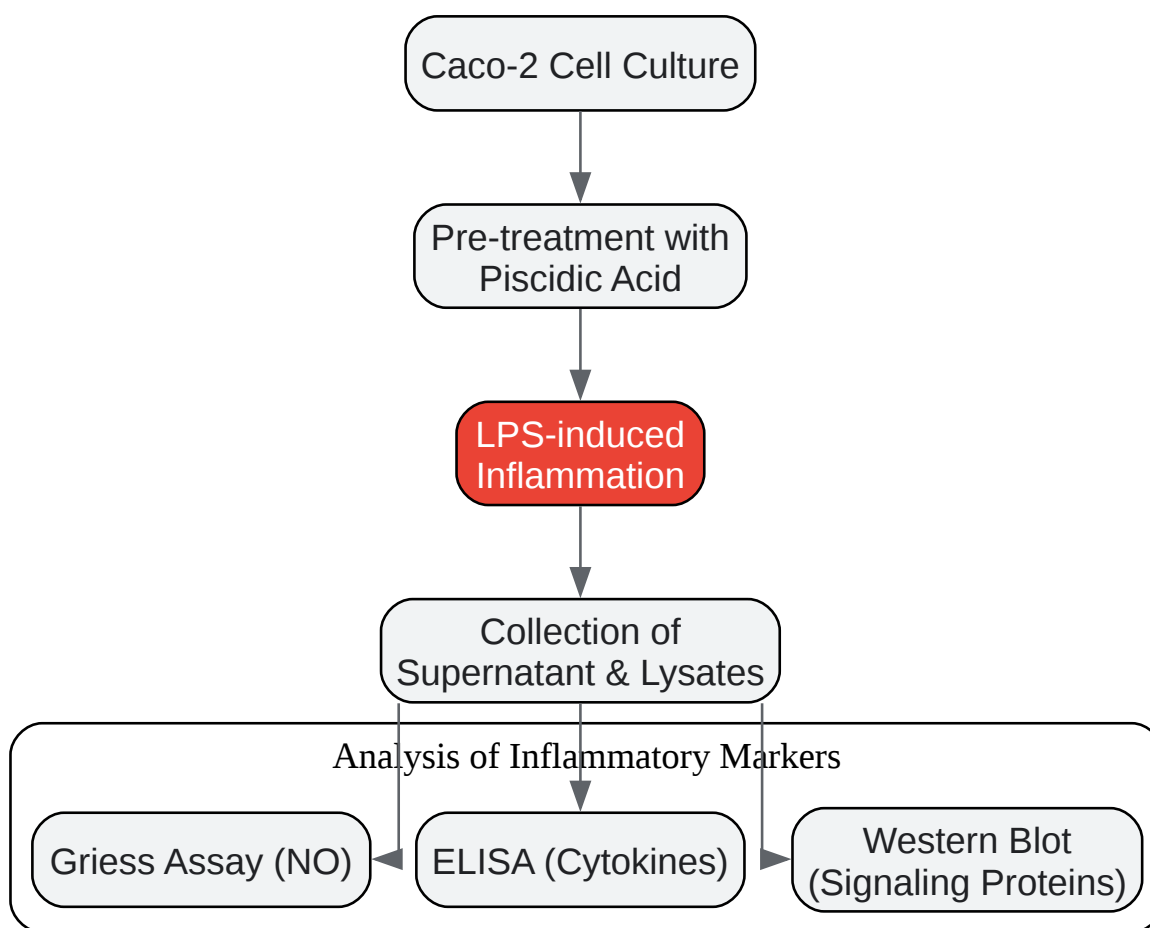 Caco-2 Cell Culture
Pre-treatment with
Piscidic Acid
LPS-induced
Inflammation
Collection of
Supernatant & Lysates
Analysis of Inflammatory Markers
Griess Assay (NO)
ELISA (Cytokines)
Western Blot
(Signaling Proteins)